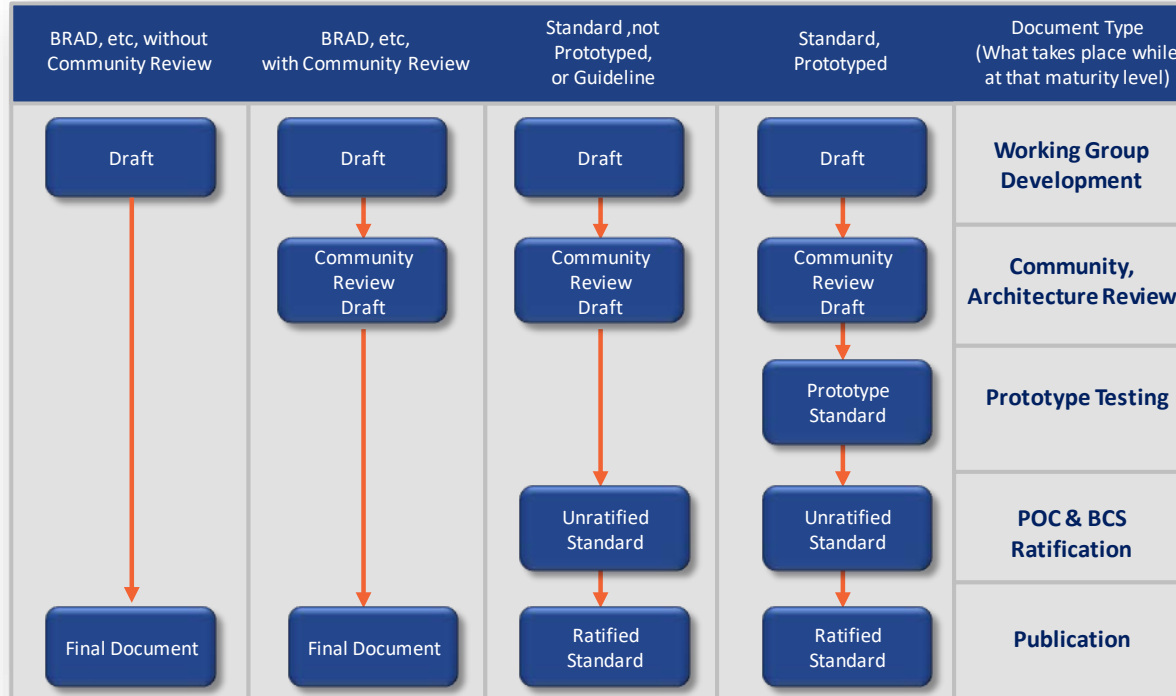 BRAD, etc, without
Community Review
BRAD, etc,
with Community Review
Standard ,not
Prototyped,
or Guideline
Standard,
Prototyped
Document Type
(What takes place while
at that maturity level)
Draft
Draft
Draft
Draft
Working Group
Development
Community
Review
Draft
Community
Review
Draft
Community
Review
Draft
Community,
Architecture Review
Prototype
Standard
Prototype Testing
Unratified
Standard
Unratified
Standard
POC & BCS
Ratification
Final Document
Final Document
Ratified
Standard
Ratified
Standard
Publication